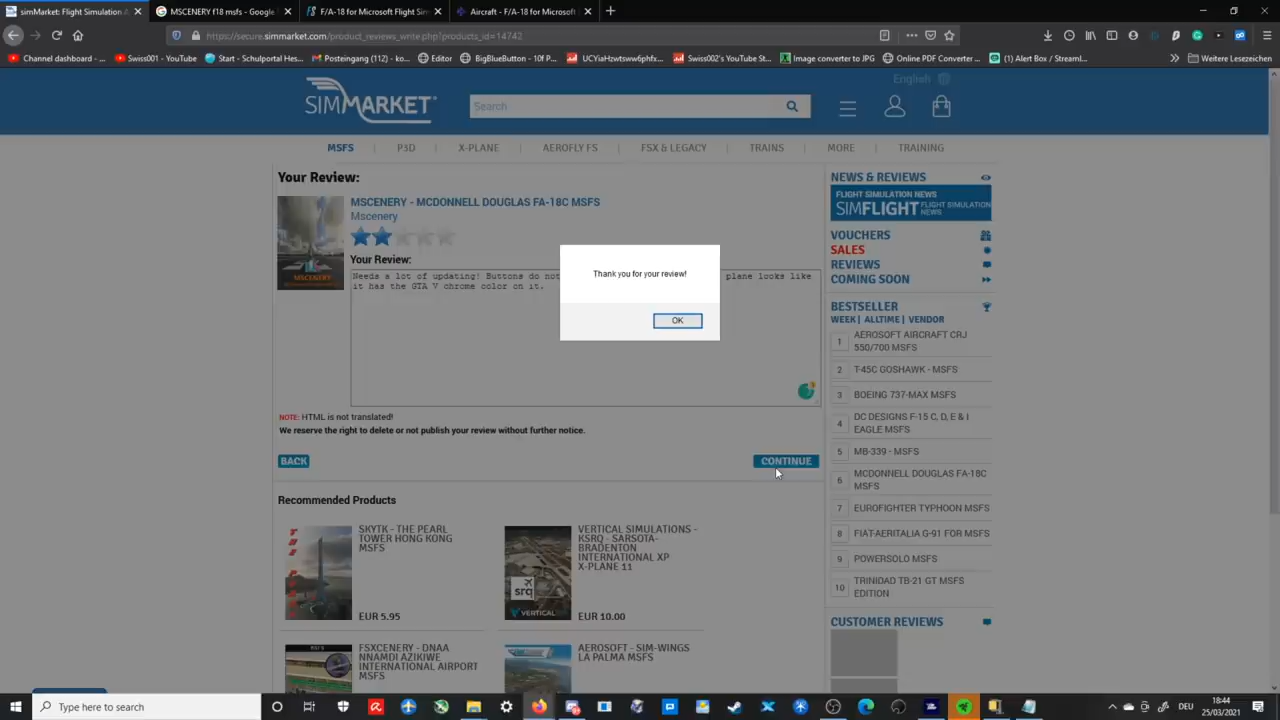 simMarket: Flight Simulation A
MSCENERY f18 msfs - Google
F/A-18 for Microsoft Flight Sim
Aircraft - F/A-18 for Microsoft
https://secure.simmarket.com/product_reviews_write.php?products_id=14742
Channel dashboard - ...
Swiss001 - YouTube
Start - Schulportal Hes...
Posteingang (112) - ko...
Editor
BigBlueButton - 10f P...
UCYiaHzwtsww6phfx...
Swiss002's YouTube St...
Image converte to JPG
Online PDF Converter ...
(1) Alert Box / Streaml...
Weitere Lesezeichen
English
SIMMARKET
Search
MSFS
P3D
X-PLANE
AEROFLY FS
FSX & LEGACY
TRAINS
MORE
TRAINING
Your Review:
MSCENERY - MCDONNELL DOUGLAS FA-18C MSFS
Mscenery
MSCENERY
Your Review:
Needs a lot of updating! Buttons do not plane looks like
it has the GTA V chrome color on it.
Thank you for your review!
OK
NOTE: HTML is not translated!
We reserve the right to delete or not publish your review without further notice.
BACK
CONTINUE
Recommended Products
SKYTK - THE PEARL
TOWER HONG KONG
MSFS
EUR 5.95
VERTICAL SIMULATIONS -
KSRQ - SARSOTA-
BRADENTON
INTERNATIONAL XP
X-PLANE 11
EUR 10.00
srq
VERTICAL
FSXCENERY - DNAA
NNAMDI AZIKIWE
INTERNATIONAL AIRPORT
MSFS
AEROSOFT - SIM-WINGS
LA PALMA MSFS
NEWS & REVIEWS
FLIGHT SIMULATION NEWS
SIMFLIGHT FLIGHT SIMULATION NEWS
VOUCHERS
SALES
REVIEWS
COMING SOON
BESTSELLER
WEEK | ALLTIME | VENDOR
1 AEROSOFT AIRCRAFT CRJ
550/700 MSFS
2 T-45C GOSHAWK - MSFS
3 BOEING 737-MAX MSFS
4 DC DESIGNS F-15 C, D, E & I
EAGLE MSFS
5 MB-339 - MSFS
6 MCDONNELL DOUGLAS FA-18C
MSFS
7 EUROFIGHTER TYPHOON MSFS
8 FIAT-AERITALIA G-91 FOR MSFS
9 POWERSOLO MSFS
10 TRINIDAD TB-21 GT MSFS
EDITION
CUSTOMER REVIEWS
Type here to search
DEU
18:44
25/03/2021